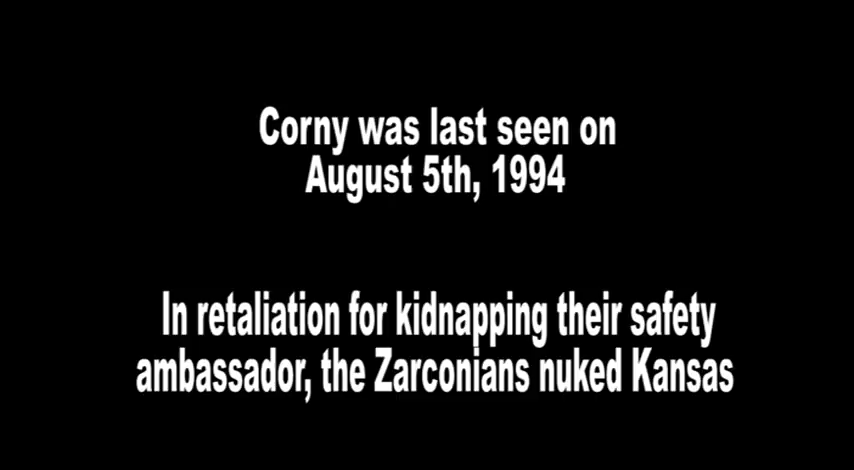 Corny was last seen on
August 5th, 1994
In retaliation for kidnapping their safety
ambassador, the Zarconians nuked Kansas